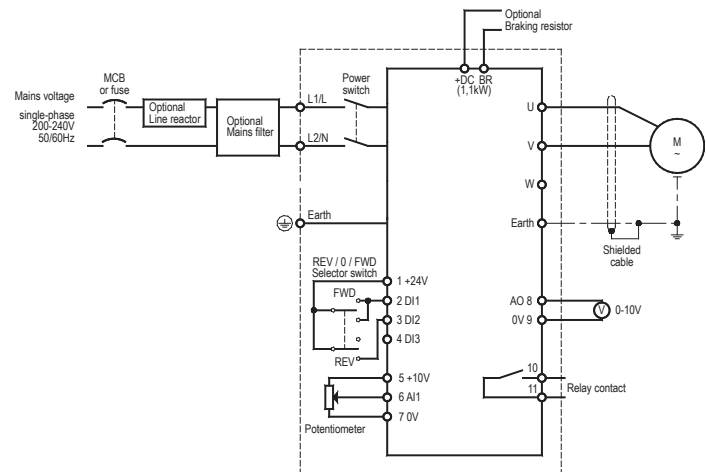 Optional
Braking resistor
MCB
or fuse
Power
switch
+DC BR
(1,1kW)
Mains voltage
single-phase
200-240V
50/60Hz
Optional
Line reactor
Optional
Mains filter
L1/L
L2/N
U
V
W
M
~
Earth
Earth
Shielded
cable
REV / 0 / FWD
Selector switch
FWD
REV
1 +24V
2 DI1
3 DI2
4 DI3
5 +10V
6 AI1
7 0V
Potentiometer
AO 8
0V 9
V
0-10V
10
11
Relay contact